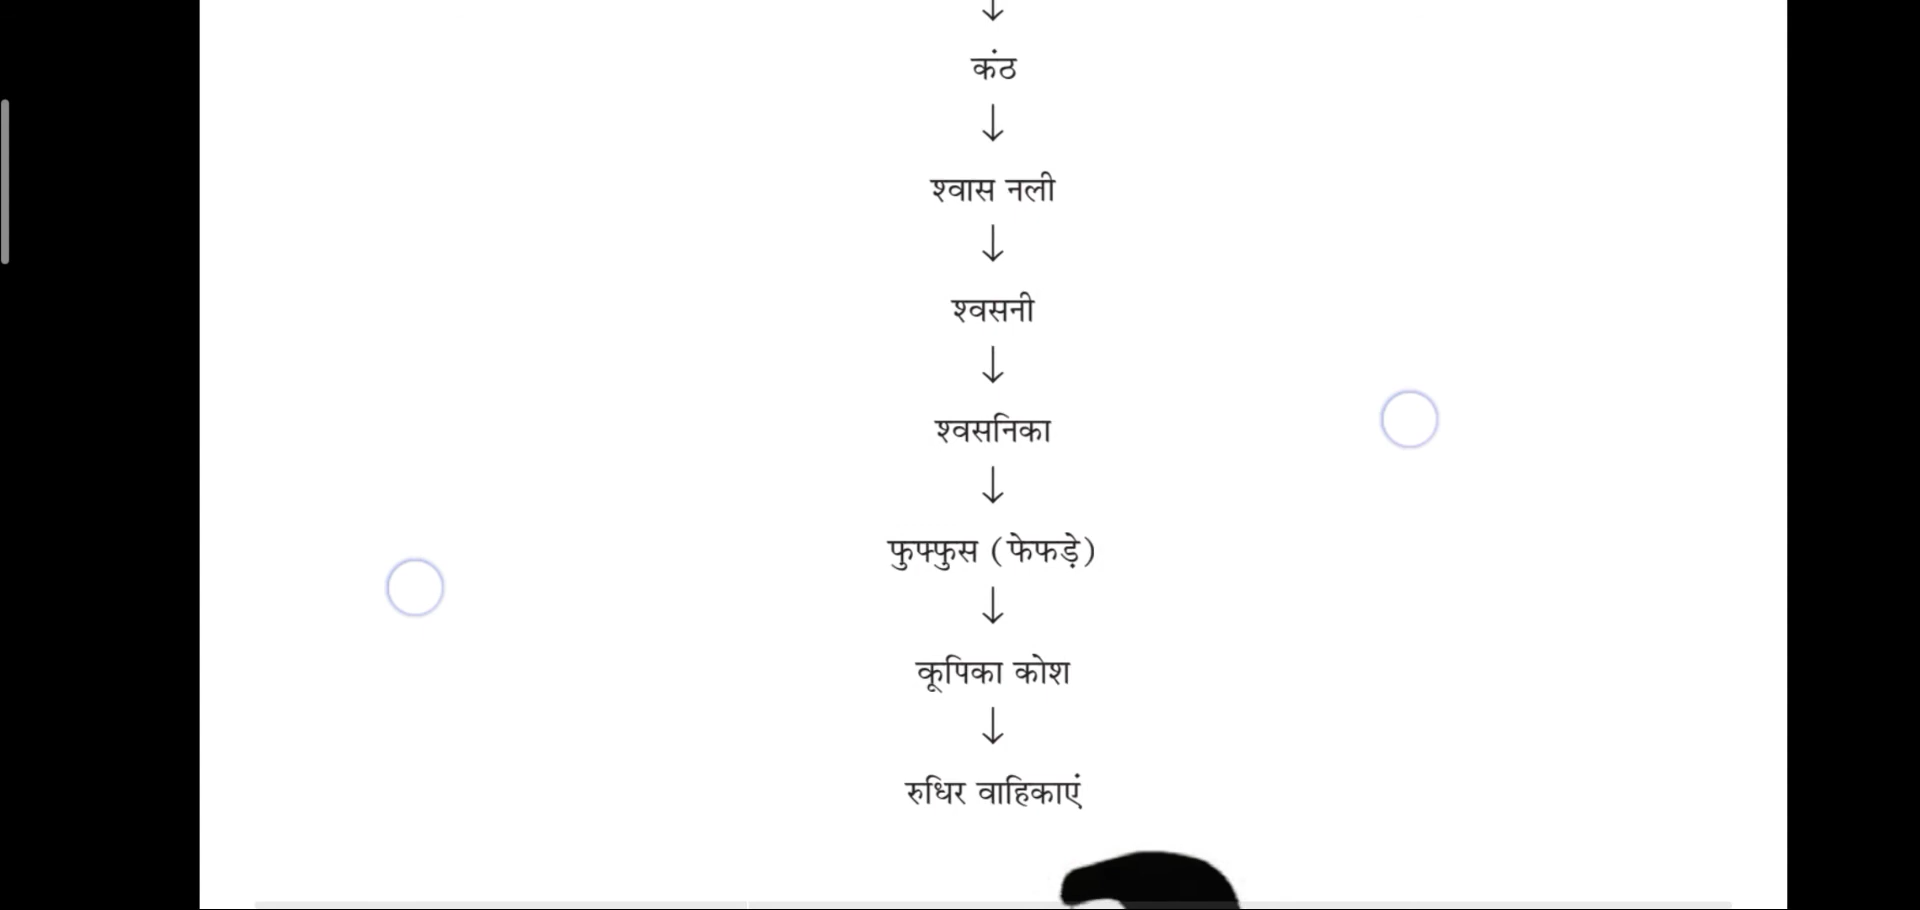 ↓
कंठ
↓
श्वास नली
↓
श्वसनी
↓
श्वसनिका
↓
फुफ्फुस (फेफड़े)
↓
कूपिका कोश
↓
रुधिर वाहिकाएं